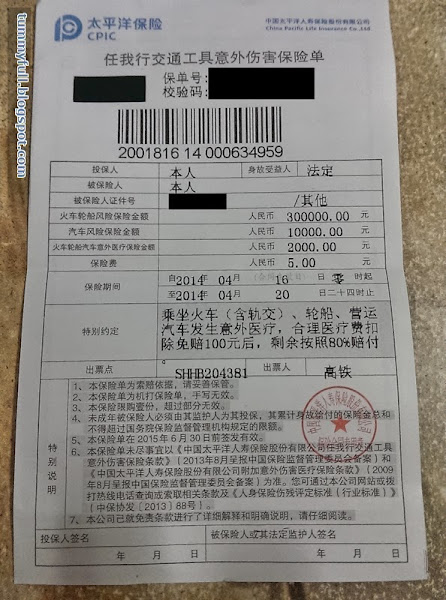 太平洋保险
CPIC
中国太平洋人寿保险股份有限公司
China Pacific Life Insurance Co.,Ltd
任我行交通工具意外伤害保险单
保单号:
校验码:
2001816 14 000634959
投保人 本人 身故受益人 法定
被保险人 本人
被保险人证件号 /其他
火车轮船风险保险金额 人民币 300000.00 元
汽车风险保险金额 人民币 10000.00 元
火车轮船汽车意外医疗保险金额 人民币 2000.00 元
保险费 人民币 5.00 元
保险期间
自2014年 04月 16 日 零 时起
至2014年 04月 20 日二十四时止
特别约定
乘坐火车（含轨交）、轮船、营运
汽车发生意外医疗，合理医疗费扣
除免赔100元后，剩余按照80%赔付
。
出票点 SHHB204381 出票人 高铁
特别说明
1、本保险单为索赔依据，请妥善保管。
2、本保险单为机打保险单，手写无效。
3、本保险限购壹份，超过部分无效。
4、未成年被保险人必须由其监护人为其投保，其累计身故给付的保险金总和
不得超过国务院保险监督管理机构规定的限额。
5、本保险单在 2015 年 6 月 30 日前签发有效。
6、本保险单未尽事宜以《中国太平洋人寿保险股份有限公司任我行交通工具
意外伤害保险条款》（2013年8月呈报中国保险监督管理委员会备案）和
《中国太平洋人寿保险股份有限公司附加意外伤害医疗保险条款》（2009
年8月呈报中国保险监督管理委员会备案）为准。您可通过本公司网站或拨
打热线电话查询或索取相关条款及《人身保险伤残评定标准（行业标准）》
（中保协发〔2013〕88号）。
7、本公司已就免责条款进行了详细解释和明确说明，请仔细阅读。
投保人签名 被保险人或其法定监护人签名
年 月 日 年 月 日
tummyfull.blogspot.com